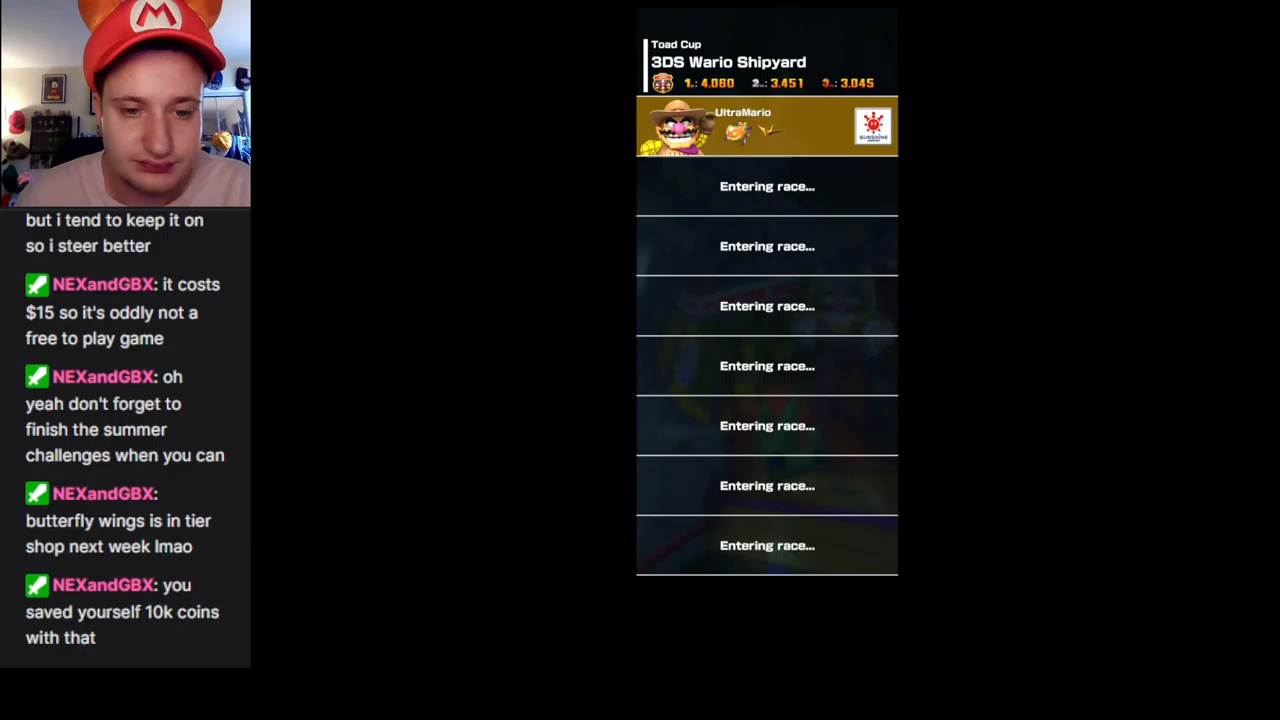 M
but i tend to keep it on
so i steer better
NEXandGBX: it costs
$15 so it's oddly not a
free to play game
NEXandGBX: oh
yeah don't forget to
finish the summer
challenges when you can
NEXandGBX:
butterfly wings is in tier
shop next week lmao
NEXandGBX: you
saved yourself 10k coins
with that
Toad Cup
3DS Wario Shipyard
1st: 4.060 2nd: 3.451 3rd: 3.045
UltraMario
SUNSHINE
Entering race...
Entering race...
Entering race...
Entering race...
Entering race...
Entering race...
Entering race...